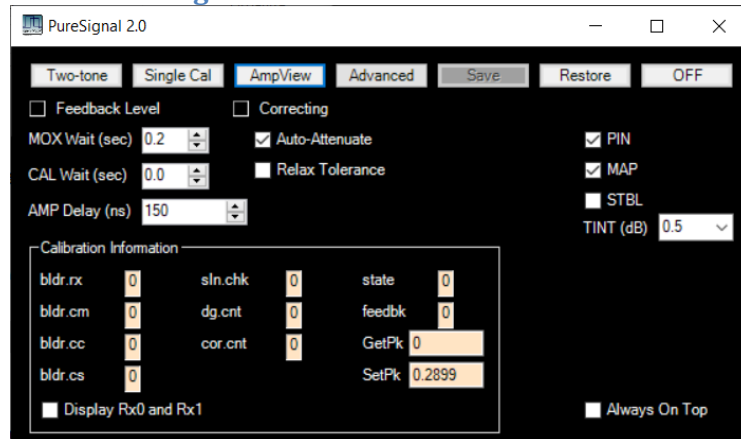 PureSignal 2.0
Two-tone Single Cal AmpView Advanced Save Restore OFF
Feedback Level Correcting
MOX Wait (sec) 0.2 Auto-Attenuate PIN
CAL Wait (sec) 0.0 Relax Tolerance MAP
STBL
AMP Delay (ns) 150
TINT (dB) 0.5
Calibration Information
bldr.rx 0 sln.chk 0 state 0
bldr.cm 0 dg.cnt 0 feedbk 0
bldr.cc 0 cor.cnt 0 GetPk 0
bldr.cs 0 SetPk 0.2899
Display Rx0 and Rx1 Always On Top